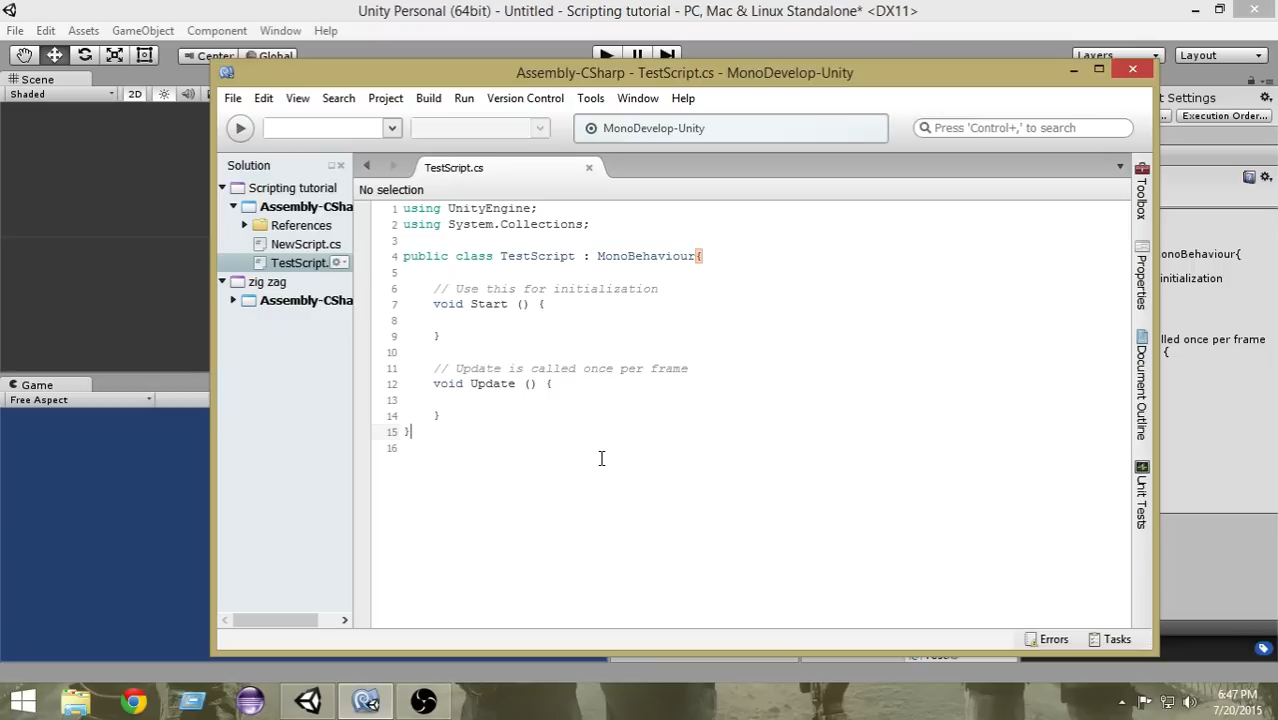 Unity Personal (64bit) - Untitled - Scripting tutorial - PC, Mac & Linux Standalone* <DX11>
File Edit Assets GameObject Component Window Help
Center Global Layers Layout
Scene
Shaded 2D
Assembly-CSharp - TestScript.cs - MonoDevelop-Unity
t Settings
Execution Order...
File Edit View Search Project Build Run Version Control Tools Window Help
MonoDevelop-Unity
Press 'Control+,' to search
Solution
TestScript.cs
No selection
Scripting tutorial
Assembly-CSha
References
NewScript.cs
TestScript.
zig zag
Assembly-CSha
1 using UnityEngine;
2 using System.Collections;
3
4 public class TestScript : MonoBehaviour{
5
6 // Use this for initialization
7 void Start () {
8
9 }
10
11 // Update is called once per frame
12 void Update () {
13
14 }
15 }
16
Toolbox
Properties
Document Outline
Unit Tests
onoBehaviour{
initialization
lled once per frame
{
Game
Free Aspect
Errors Tasks
6:47 PM
7/20/2015